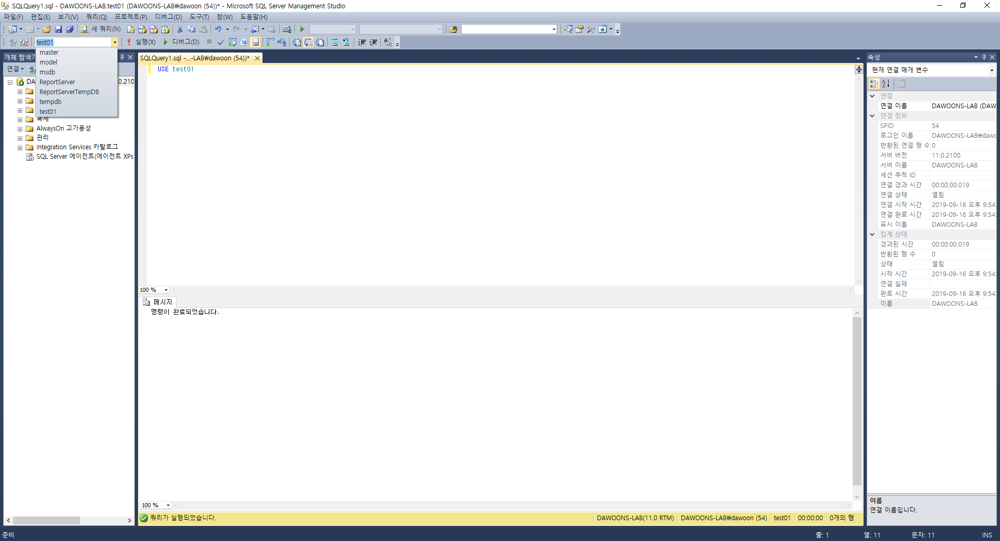 SQLQuery1.sql - DAWOONS-LAB.test01 (DAWOONS-LAB₩dawoon (54))* - Microsoft SQL Server Management Studio
파일(F) 편집(E) 보기(V) 쿼리(Q) 프로젝트(P) 디버그(D) 도구(T) 창(W) 도움말(H)
새 쿼리(N)
test01 실행(X) 디버그(D)
master
model
msdb
ReportServer
ReportServerTempDB
tempdb
test01
개체 탐색기
연결
DA 0.210
복제
AlwaysOn 고가용성
관리
Integration Services 카탈로그
SQL Server 에이전트(에이전트 XPs
SQLQuery1.sql -...-LAB₩dawoon (54))*
USE test01
100 %
메시지
명령이 완료되었습니다.
100 %
쿼리가 실행되었습니다. DAWOONS-LAB(11.0 RTM) DAWOONS-LAB₩dawoon (54) test01 00:00:00 0개의 행
속성
현재 연결 매개 변수
연결
연결 이름 DAWOONS-LAB (DAW
연결 정보
SPID 54
로그인 이름 DAWOONS-LAB₩dawo
반환된 연결 행 수 0
서버 버전 11.0.2100
서버 이름 DAWOONS-LAB
세션 추적 ID
연결 경과 시간 00:00:00.019
연결 상태 열림
연결 시작 시간 2019-09-16 오후 9:54:
연결 완료 시간 2019-09-16 오후 9:54:
표시 이름 DAWOONS-LAB
집계 상태
경과된 시간 00:00:00.019
반환된 행 수 0
상태 열림
시작 시간 2019-09-16 오후 9:54:
연결 실패
완료 시간 2019-09-16 오후 9:54:
이름 DAWOONS-LAB
이름
연결 이름입니다.
준비 줄: 1 열: 11 문자: 11 INS